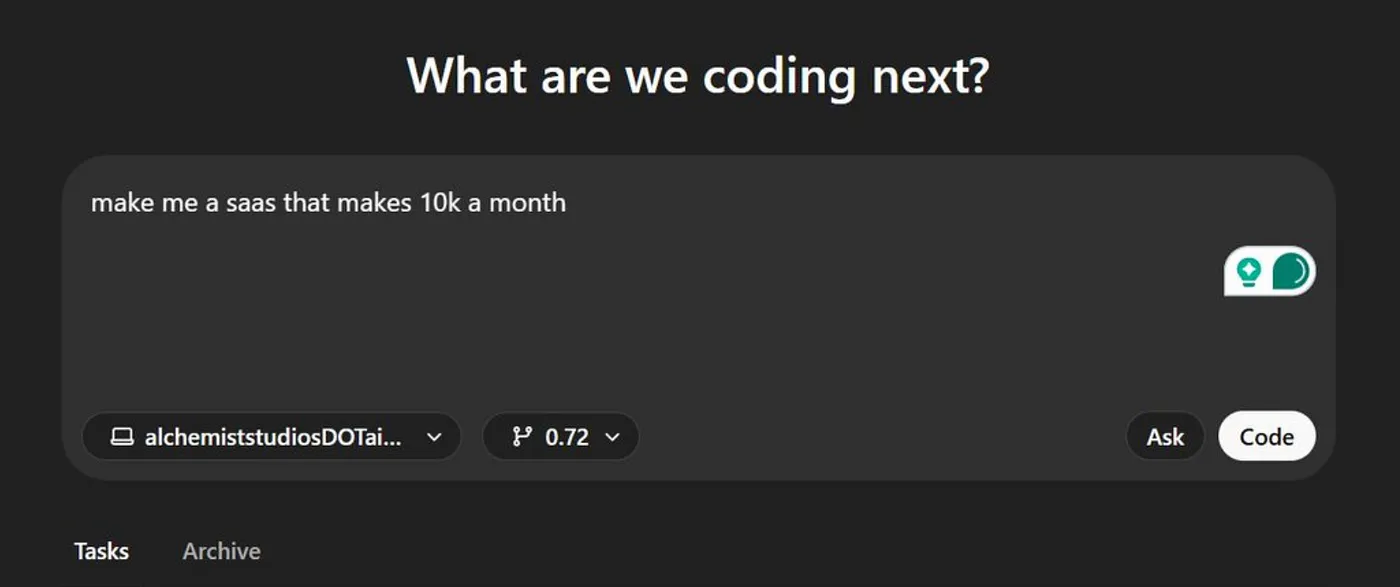 What are we coding next?
make me a saas that makes 10k a month
alchemiststudiosDOTai...
0.72
Ask
Code
Tasks
Archive